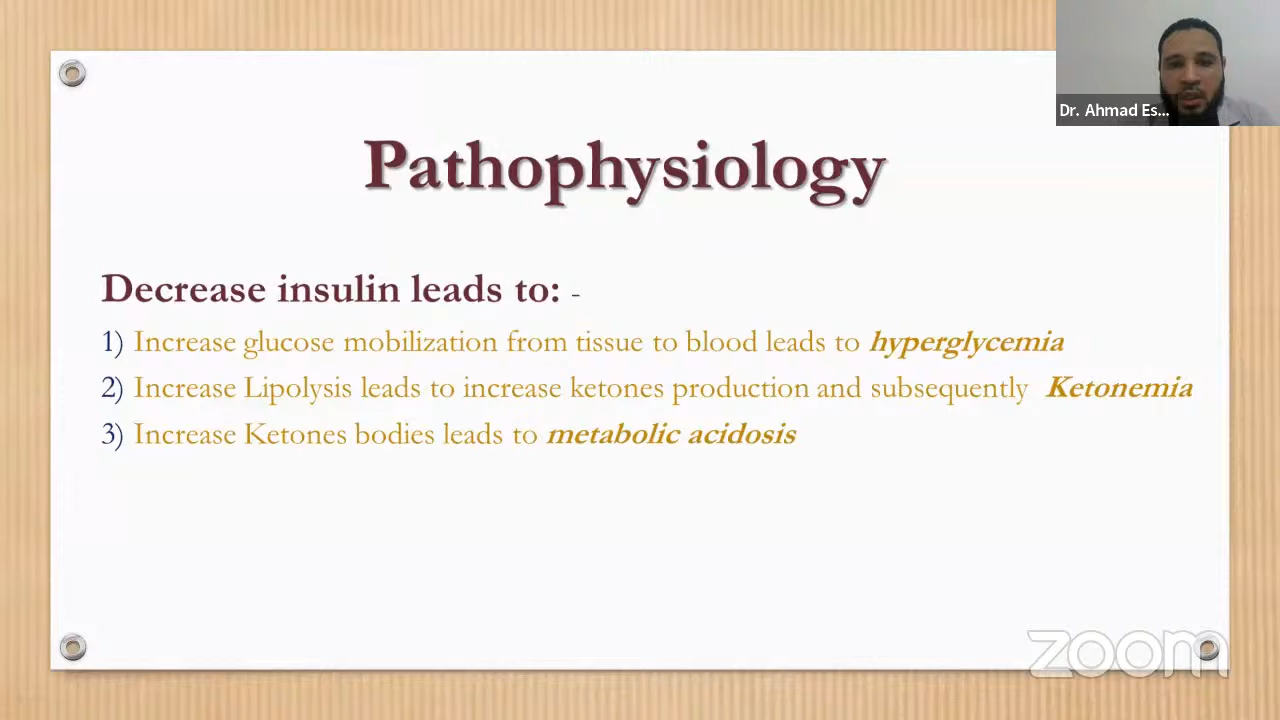 Dr. Ahmad Es...
Pathophysiology
Decrease insulin leads to: -
1) Increase glucose mobilization from tissue to blood leads to hyperglycemia
2) Increase Lipolysis leads to increase ketones production and subsequently Ketonemia
3) Increase Ketones bodies leads to metabolic acidosis
zoom